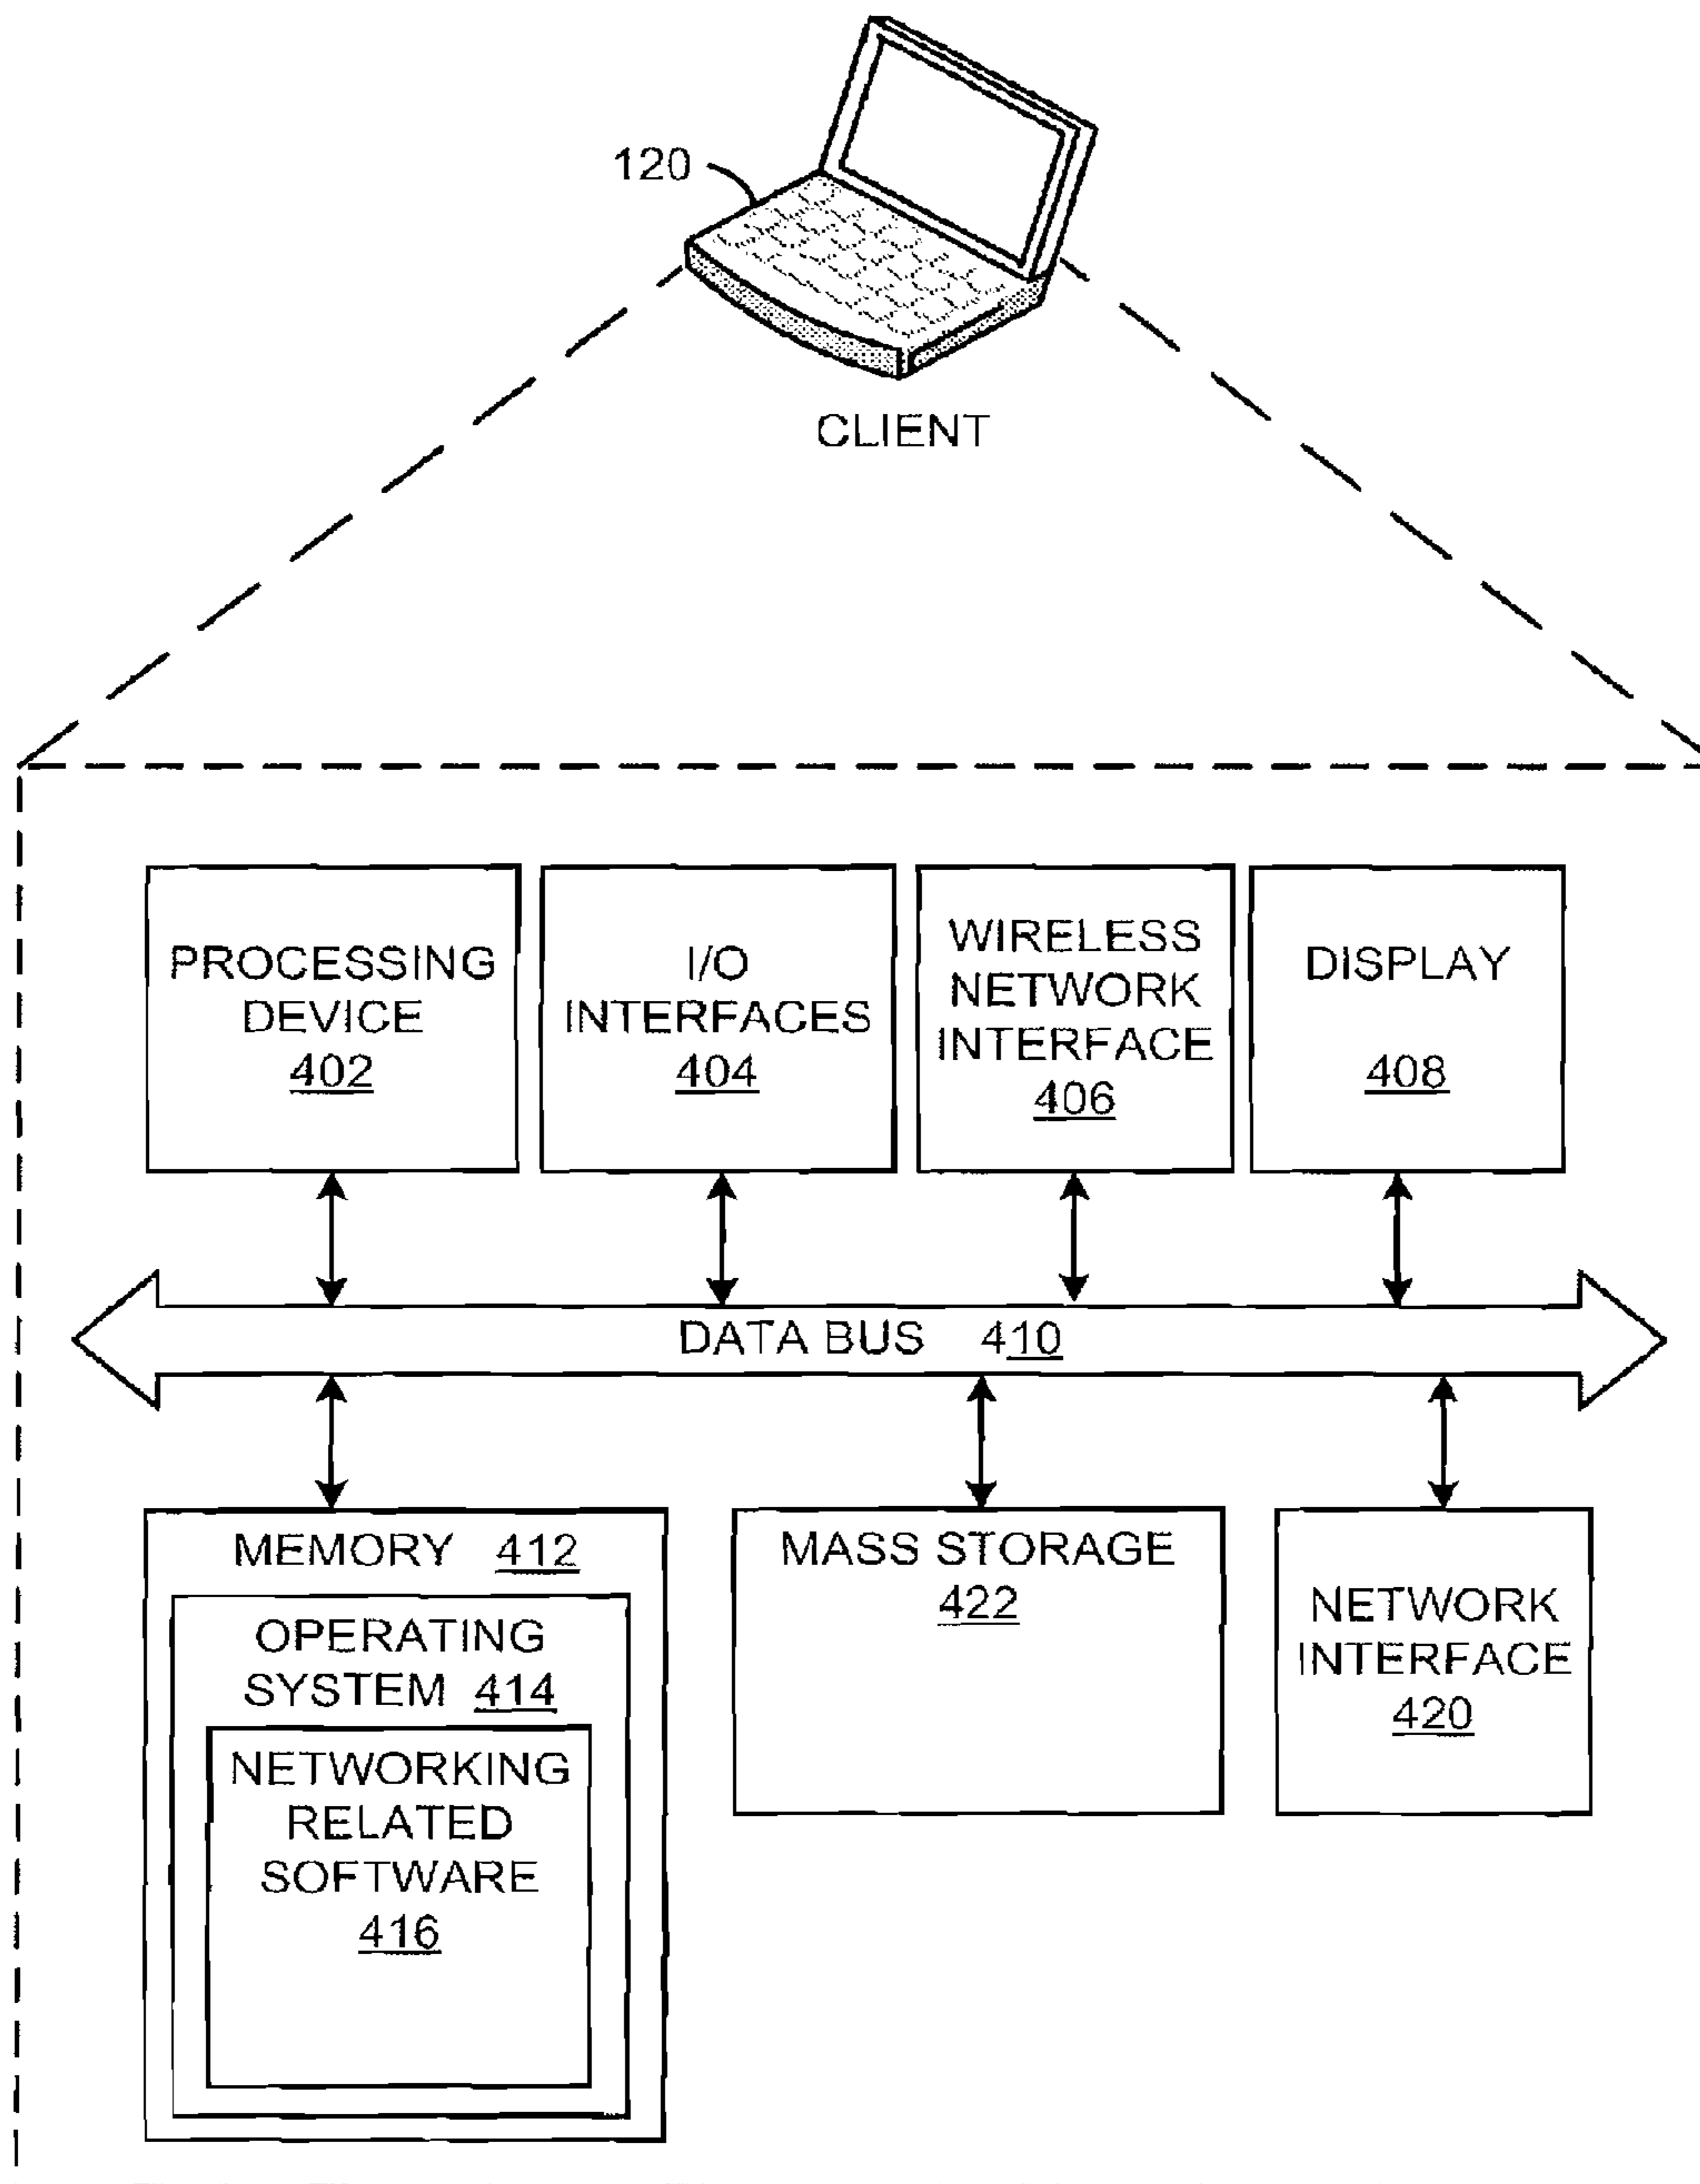 120
CLIENT
PROCESSING
DEVICE
402
I/O
INTERFACES
404
WIRELESS
NETWORK
INTERFACE
406
DISPLAY
408
DATA BUS 410
MEMORY 412
OPERATING
SYSTEM 414
NETWORKING
RELATED
SOFTWARE
416
MASS STORAGE
422
NETWORK
INTERFACE
420